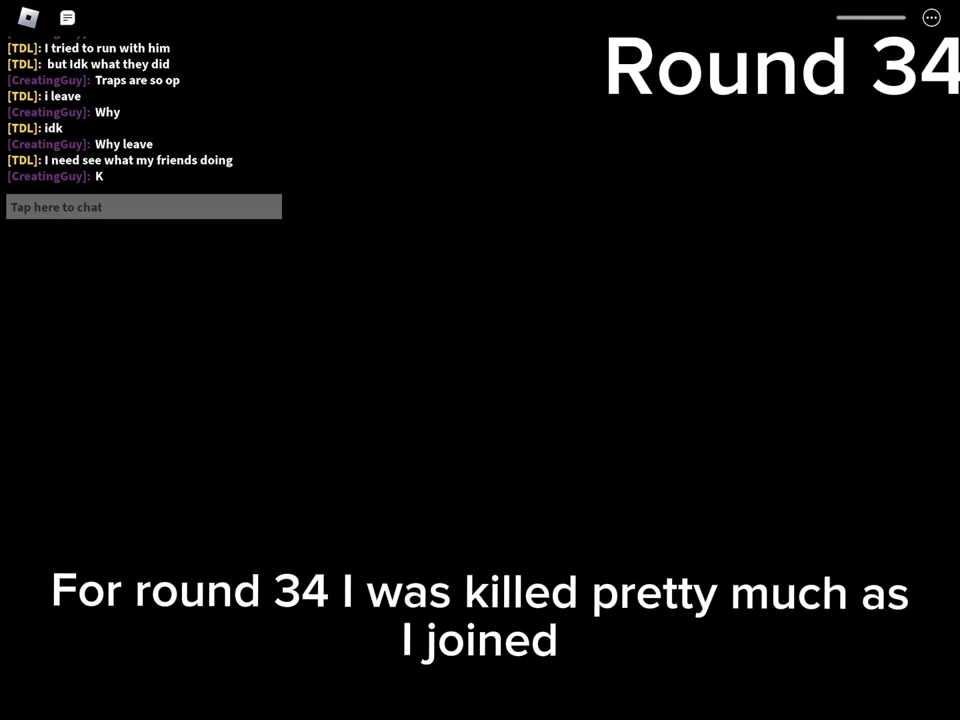 [TDL]: I tried to run with him
[TDL]: but Idk what they did
[CreatingGuy]: Traps are so op
[TDL]: i leave
[CreatingGuy]: Why
[TDL]: idk
[CreatingGuy]: Why leave
[TDL]: I need see what my friends doing
[CreatingGuy]: K
Tap here to chat
Round 34
For round 34 I was killed pretty much as
I joined